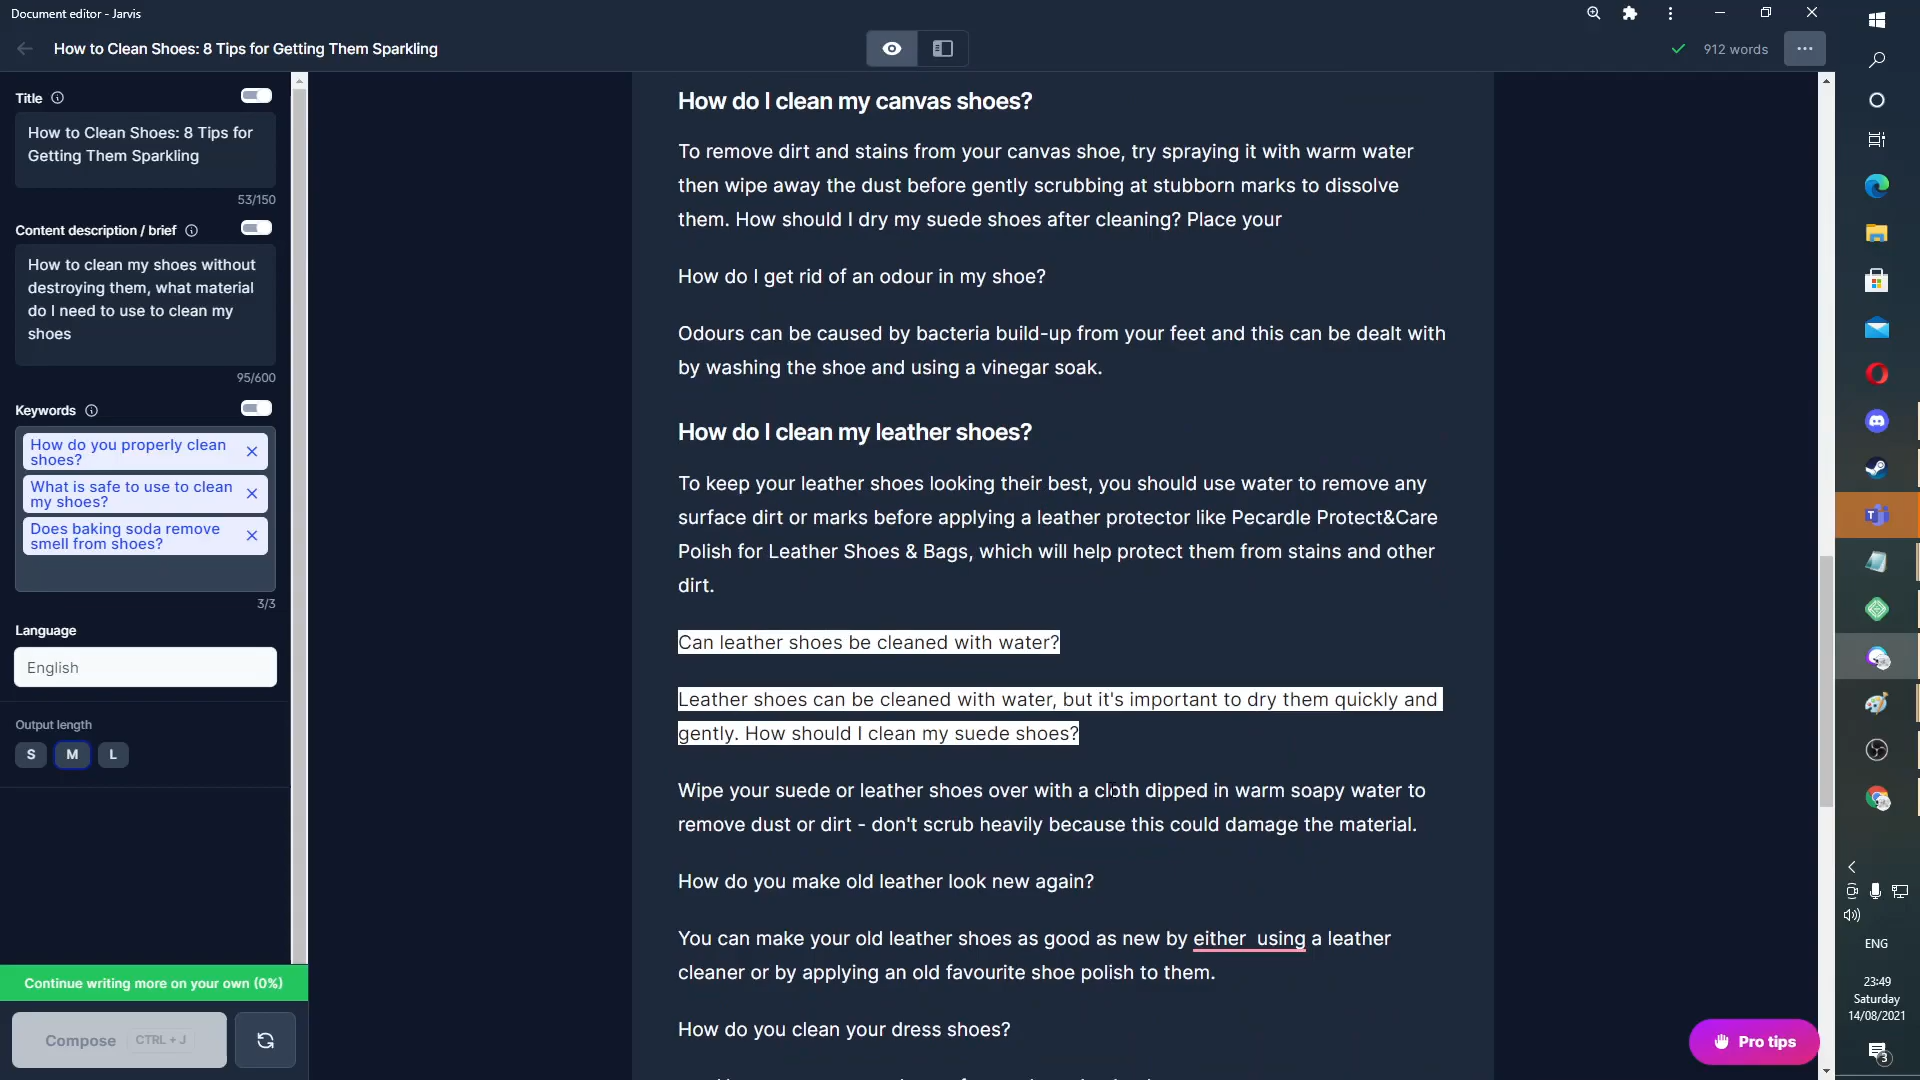 Document editor - Jarvis
How to Clean Shoes: 8 Tips for Getting Them Sparkling
912 words
Title
How to Clean Shoes: 8 Tips for
Getting Them Sparkling
53/150
Content description / brief
How to clean my shoes without
destroying them, what material
do I need to use to clean my
shoes
95/600
Keywords
How do you properly clean
shoes?
What is safe to use to clean
my shoes?
Does baking soda remove
smell from shoes?
3/3
Language
English
Output length
S M L
Continue writing more on your own (0%)
Compose CTRL + J
How do I clean my canvas shoes?
To remove dirt and stains from your canvas shoe, try spraying it with warm water
then wipe away the dust before gently scrubbing at stubborn marks to dissolve
them. How should I dry my suede shoes after cleaning? Place your
How do I get rid of an odour in my shoe?
Odours can be caused by bacteria build-up from your feet and this can be dealt with
by washing the shoe and using a vinegar soak.
How do I clean my leather shoes?
To keep your leather shoes looking their best, you should use water to remove any
surface dirt or marks before applying a leather protector like Pecardle Protect&Care
Polish for Leather Shoes & Bags, which will help protect them from stains and other
dirt.
Can leather shoes be cleaned with water?
Leather shoes can be cleaned with water, but it's important to dry them quickly and
gently. How should I clean my suede shoes?
Wipe your suede or leather shoes over with a cloth dipped in warm soapy water to
remove dust or dirt - don't scrub heavily because this could damage the material.
How do you make old leather look new again?
You can make your old leather shoes as good as new by either  using a leather
cleaner or by applying an old favourite shoe polish to them.
How do you clean your dress shoes?
Pro tips
ENG
23:49
Saturday
14/08/2021
3